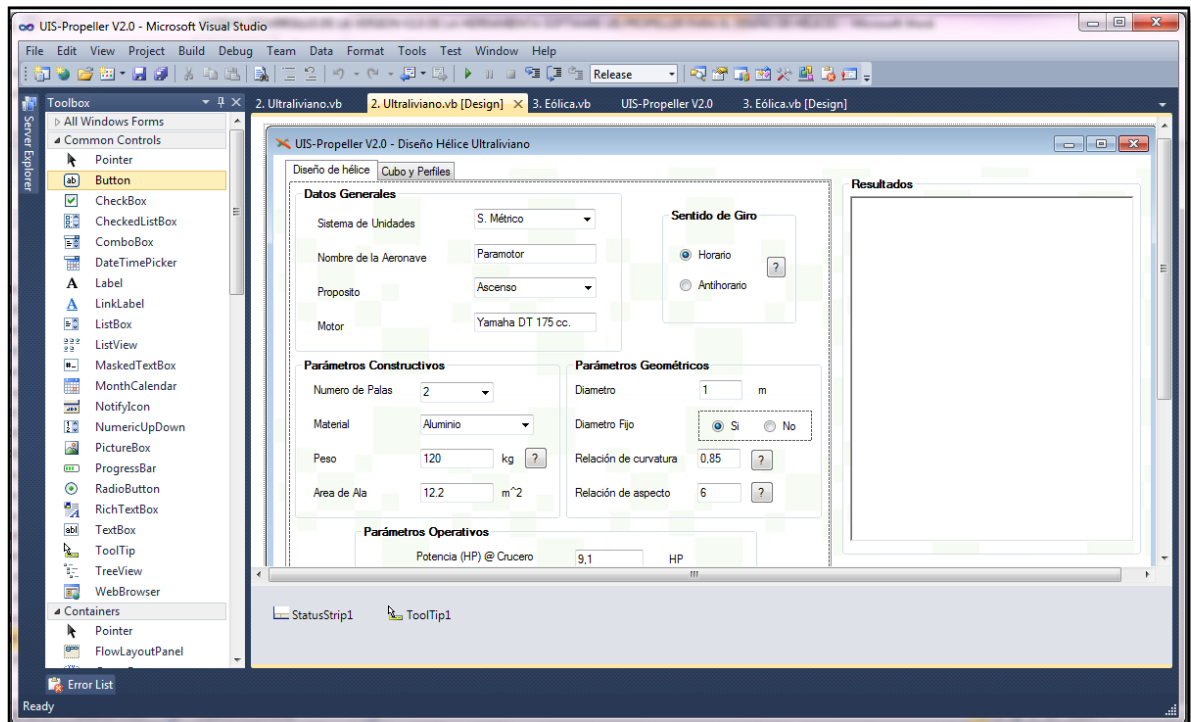 UIS-Propeller V2.0 - Microsoft Visual Studio
File Edit View Project Build Debug Team Data Format Tools Test Window Help
Release
Server Explorer
Toolbox
2. Ultraliviano.vb 2. Ultraliviano.vb [Design] 3. Eólica.vb UIS-Propeller V2.0 3. Eólica.vb [Design]
All Windows Forms
Common Controls
Pointer
Button
CheckBox
CheckedListBox
ComboBox
DateTimePicker
Label
LinkLabel
ListBox
ListView
MaskedTextBox
MonthCalendar
NotifyIcon
NumericUpDown
PictureBox
ProgressBar
RadioButton
RichTextBox
TextBox
ToolTip
TreeView
WebBrowser
Containers
Pointer
FlowLayoutPanel
UIS-Propeller V2.0 - Diseño Hélice Ultraliviano
Diseño de hélice Cubo y Perfiles
Datos Generales
Sistema de Unidades S. Métrico
Nombre de la Aeronave Paramotor
Proposito Ascenso
Motor Yamaha DT 175 cc.
Sentido de Giro
Horario
?
Antihorario
Parámetros Constructivos
Numero de Palas 2
Material Aluminio
Peso 120 kg ?
Area de Ala 12.2 m^2
Parámetros Geométricos
Diametro 1 m
Diametro Fijo Si No
Relación de curvatura 0,85 ?
Relación de aspecto 6 ?
Parámetros Operativos
Potencia (HP) @ Crucero 9,1 HP
Resultados
StatusStrip1 ToolTip1
Error List
Ready